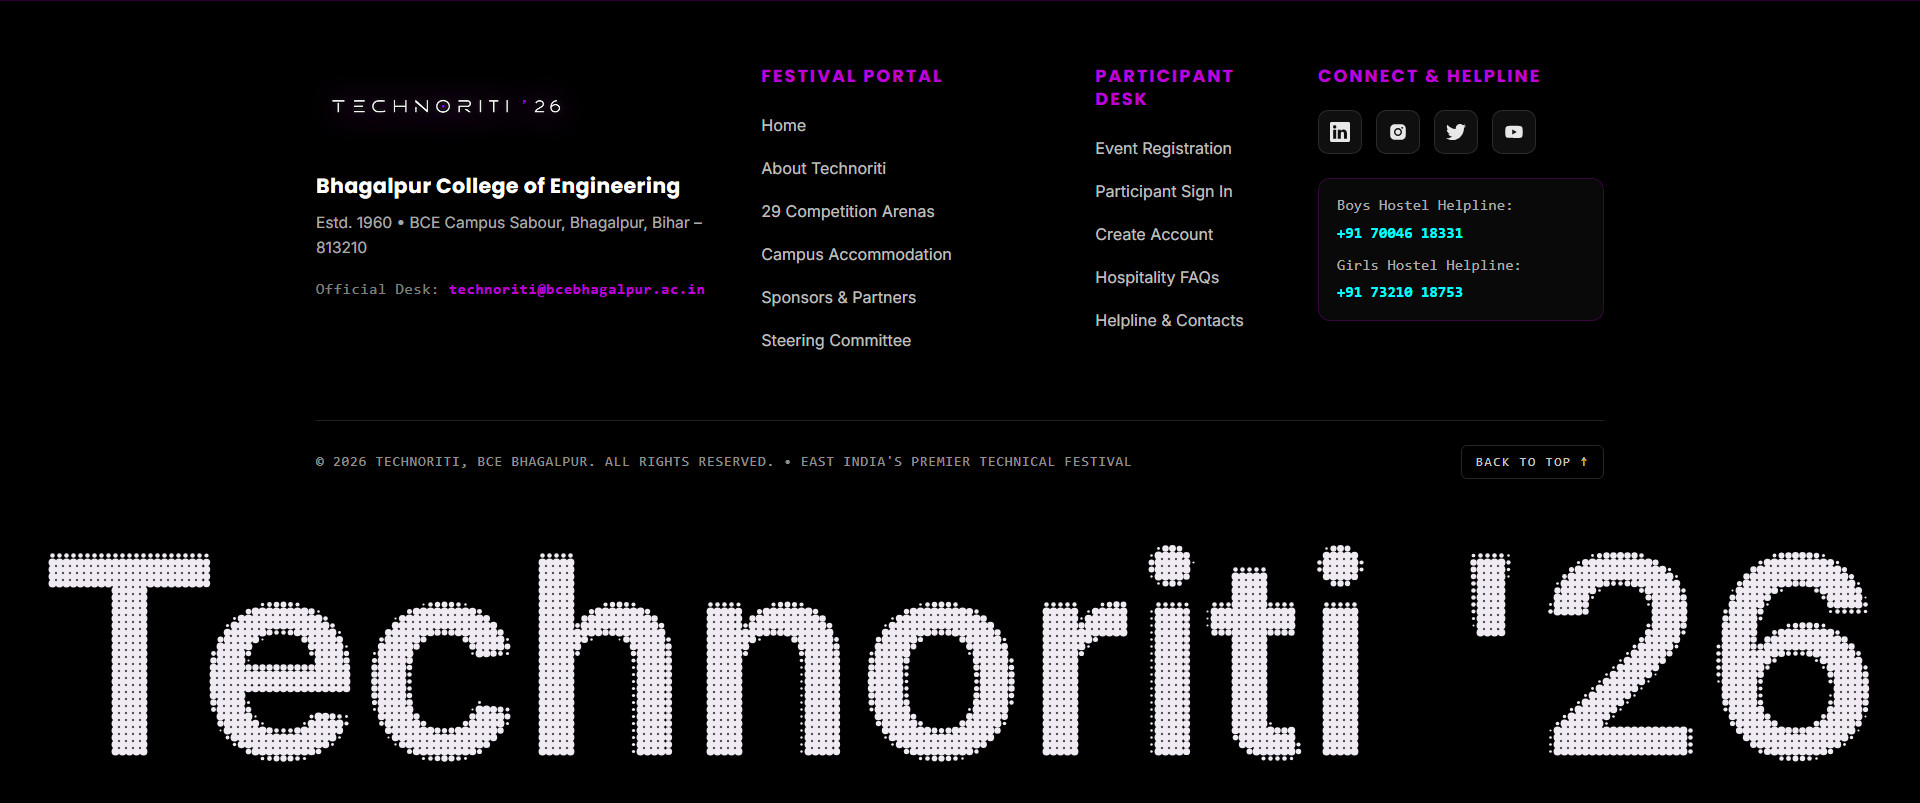 TECHNORITI '26
Bhagalpur College of Engineering
Estd. 1960 • BCE Campus Sabour, Bhagalpur, Bihar –
813210
Official Desk: technoriti@bcebhagalpur.ac.in
FESTIVAL PORTAL
Home
About Technoriti
29 Competition Arenas
Campus Accommodation
Sponsors & Partners
Steering Committee
PARTICIPANT
DESK
Event Registration
Participant Sign In
Create Account
Hospitality FAQs
Helpline & Contacts
CONNECT & HELPLINE
in
Boys Hostel Helpline:
+91 70046 18331
Girls Hostel Helpline:
+91 73210 18753
© 2026 TECHNORITI, BCE BHAGALPUR. ALL RIGHTS RESERVED. • EAST INDIA'S PREMIER TECHNICAL FESTIVAL
BACK TO TOP ↑
Technoriti '26